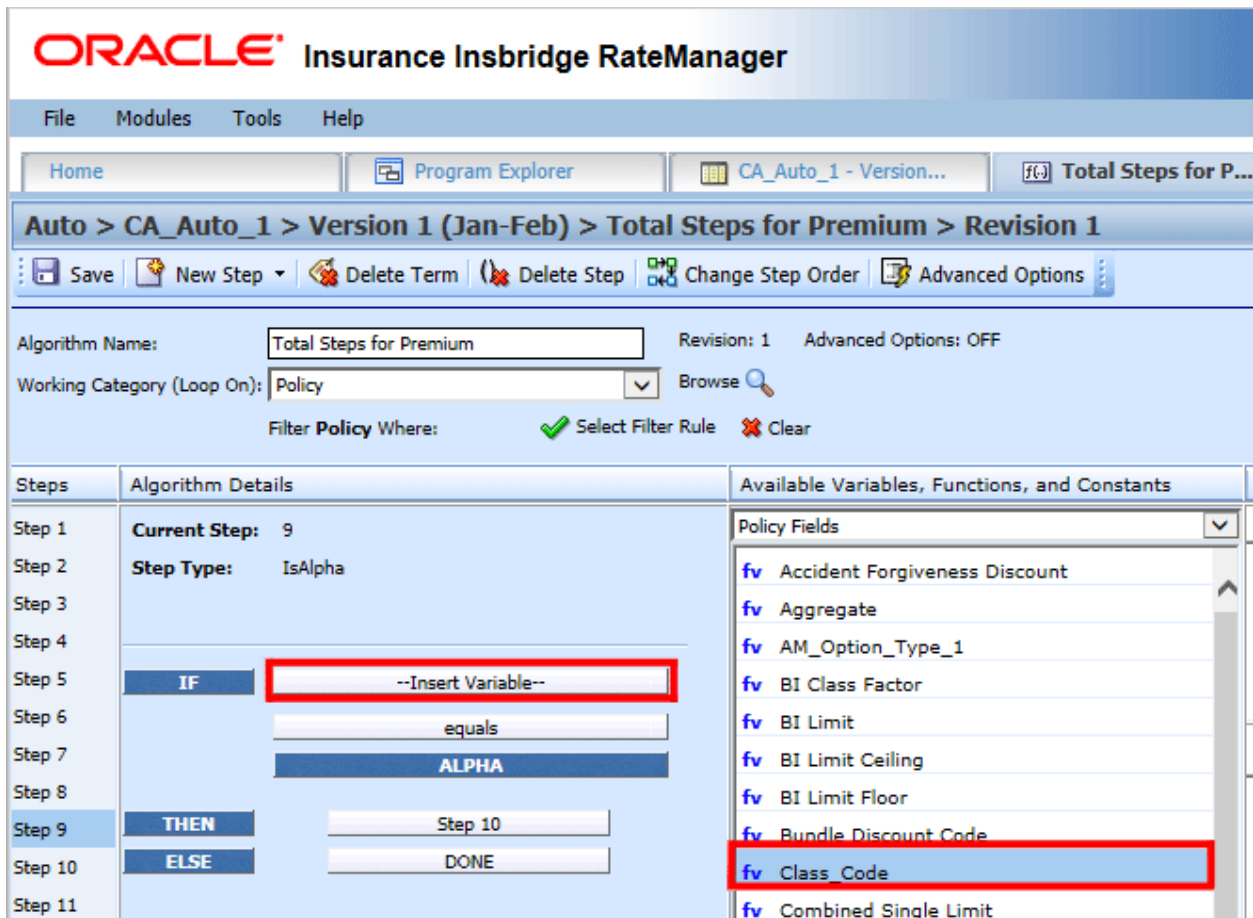 ORACLE Insurance Insbridge RateManager
File Modules Tools Help
Home Program Explorer CA_Auto_1 - Version... Total Steps for P...
Auto > CA_Auto_1 > Version 1 (Jan-Feb) > Total Steps for Premium > Revision 1
Save New Step Delete Term Delete Step Change Step Order Advanced Options
Algorithm Name: Total Steps for Premium Revision: 1 Advanced Options: OFF
Working Category (Loop On): Policy Browse
Filter Policy Where: Select Filter Rule Clear
Steps Algorithm Details Available Variables, Functions, and Constants
Step 1
Step 2
Step 3
Step 4
Step 5
Step 6
Step 7
Step 8
Step 9
Step 10
Step 11
Current Step: 9
Step Type: IsAlpha
IF --Insert Variable--
equals
ALPHA
THEN Step 10
ELSE DONE
Policy Fields
fv Accident Forgiveness Discount
fv Aggregate
fv AM_Option_Type_1
fv BI Class Factor
fv BI Limit
fv BI Limit Ceiling
fv BI Limit Floor
fv Bundle Discount Code
fv Class_Code
fv Combined Single Limit